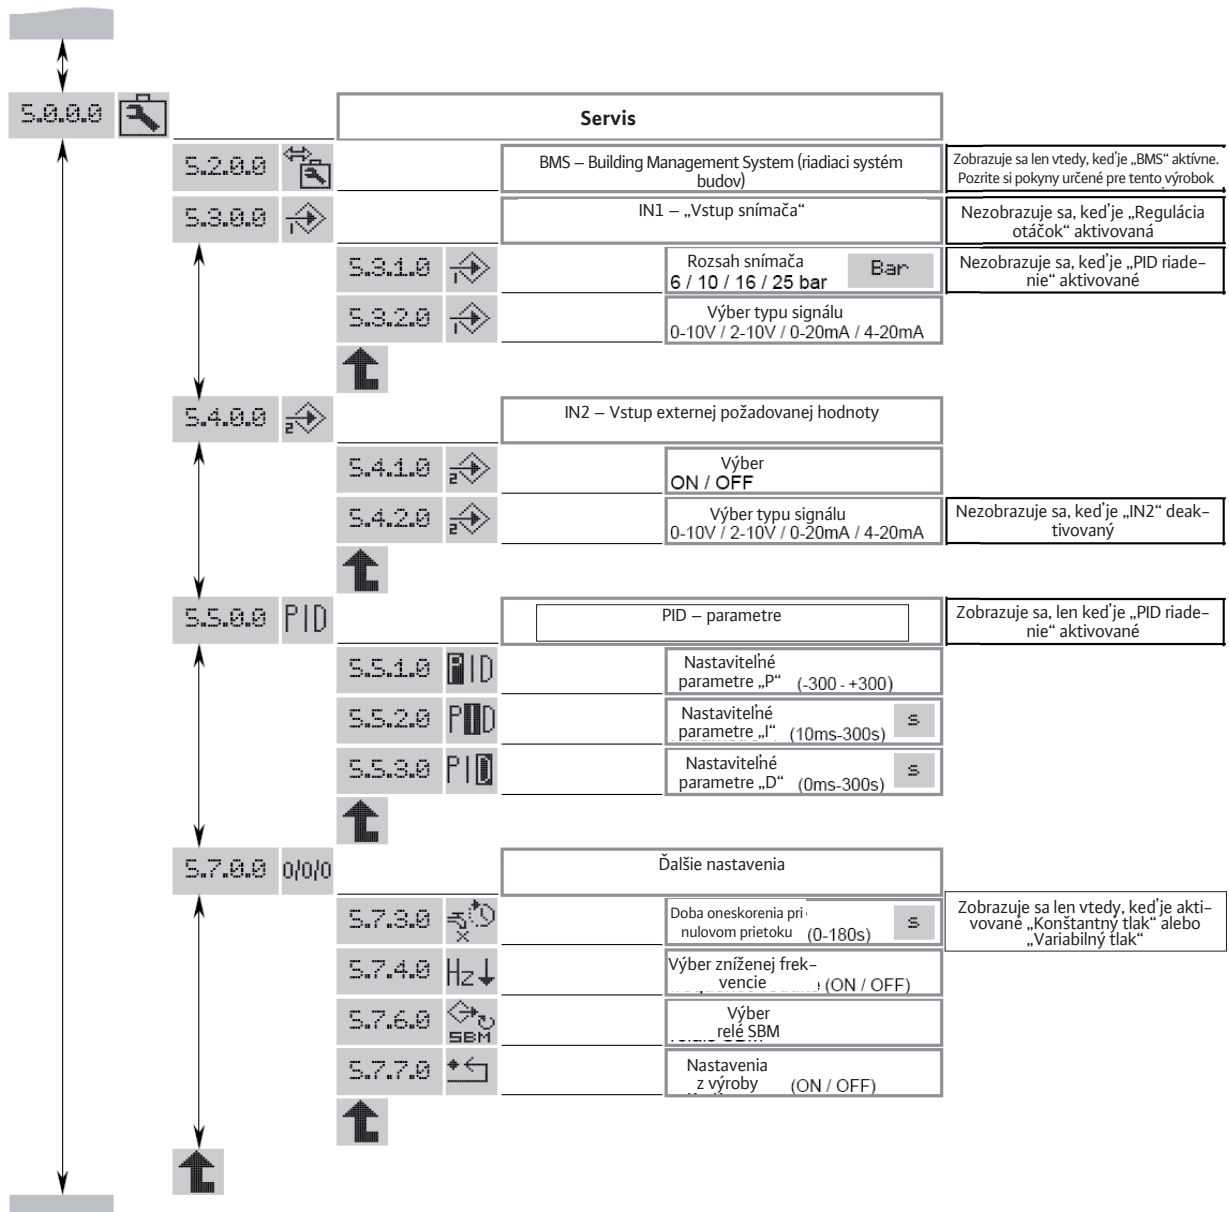 5.0.0.0
Servis
5.2.0.0
BMS – Building Management System (riadiaci systém
budov)
Zobrazuje sa len vtedy, keď je „BMS“ aktívne.
Pozrite si pokyny určené pre tento výrobok
5.3.0.0
1
IN1 – „Vstup snímača“
Nezobrazuje sa, keď je „Regulácia
otáčok“ aktivovaná
5.3.1.0
1
Rozsah snímača
6 / 10 / 16 / 25 bar
Bar
Nezobrazuje sa, keď je „PID riade–
nie“ aktivované
5.3.2.0
1
Výber typu signálu
0-10V / 2-10V / 0-20mA / 4-20mA
5.4.0.0
2
IN2 – Vstup externej požadovanej hodnoty
5.4.1.0
2
Výber
ON / OFF
5.4.2.0
2
Výber typu signálu
0-10V / 2-10V / 0-20mA / 4-20mA
Nezobrazuje sa, keď je „IN2“ deak–
tivovaný
5.5.0.0
PID
PID – parametre
Zobrazuje sa, len keď je „PID riade–
nie“ aktivované
5.5.1.0
PID
Nastaviteľné
parametre „P“ (-300 - +300)
5.5.2.0
PID
Nastaviteľné
parametre „I“ (10ms-300s)
s
5.5.3.0
PID
Nastaviteľné
parametre „D“ (0ms-300s)
s
5.7.0.0
0/0/0
Ďalšie nastavenia
5.7.3.0
x
Doba oneskorenia pri
nulovom prietoku (0-180s)
s
Zobrazuje sa len vtedy, keď je akti–
vované „Konštantný tlak“ alebo
„Variabilný tlak“
5.7.4.0
Hz
Výber zníženej frek–
vencie (ON / OFF)
5.7.6.0
SBM
Výber
relé SBM
5.7.7.0
Nastavenia
z výroby (ON / OFF)